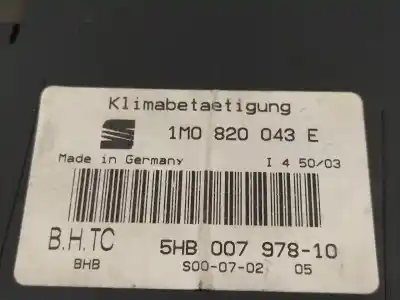 Klimabetaetigung
1M0 820 043 E
Made in Germany I 4 50/03
B.H.TC 5HB 007 978-10
BHB S00-07-02 05